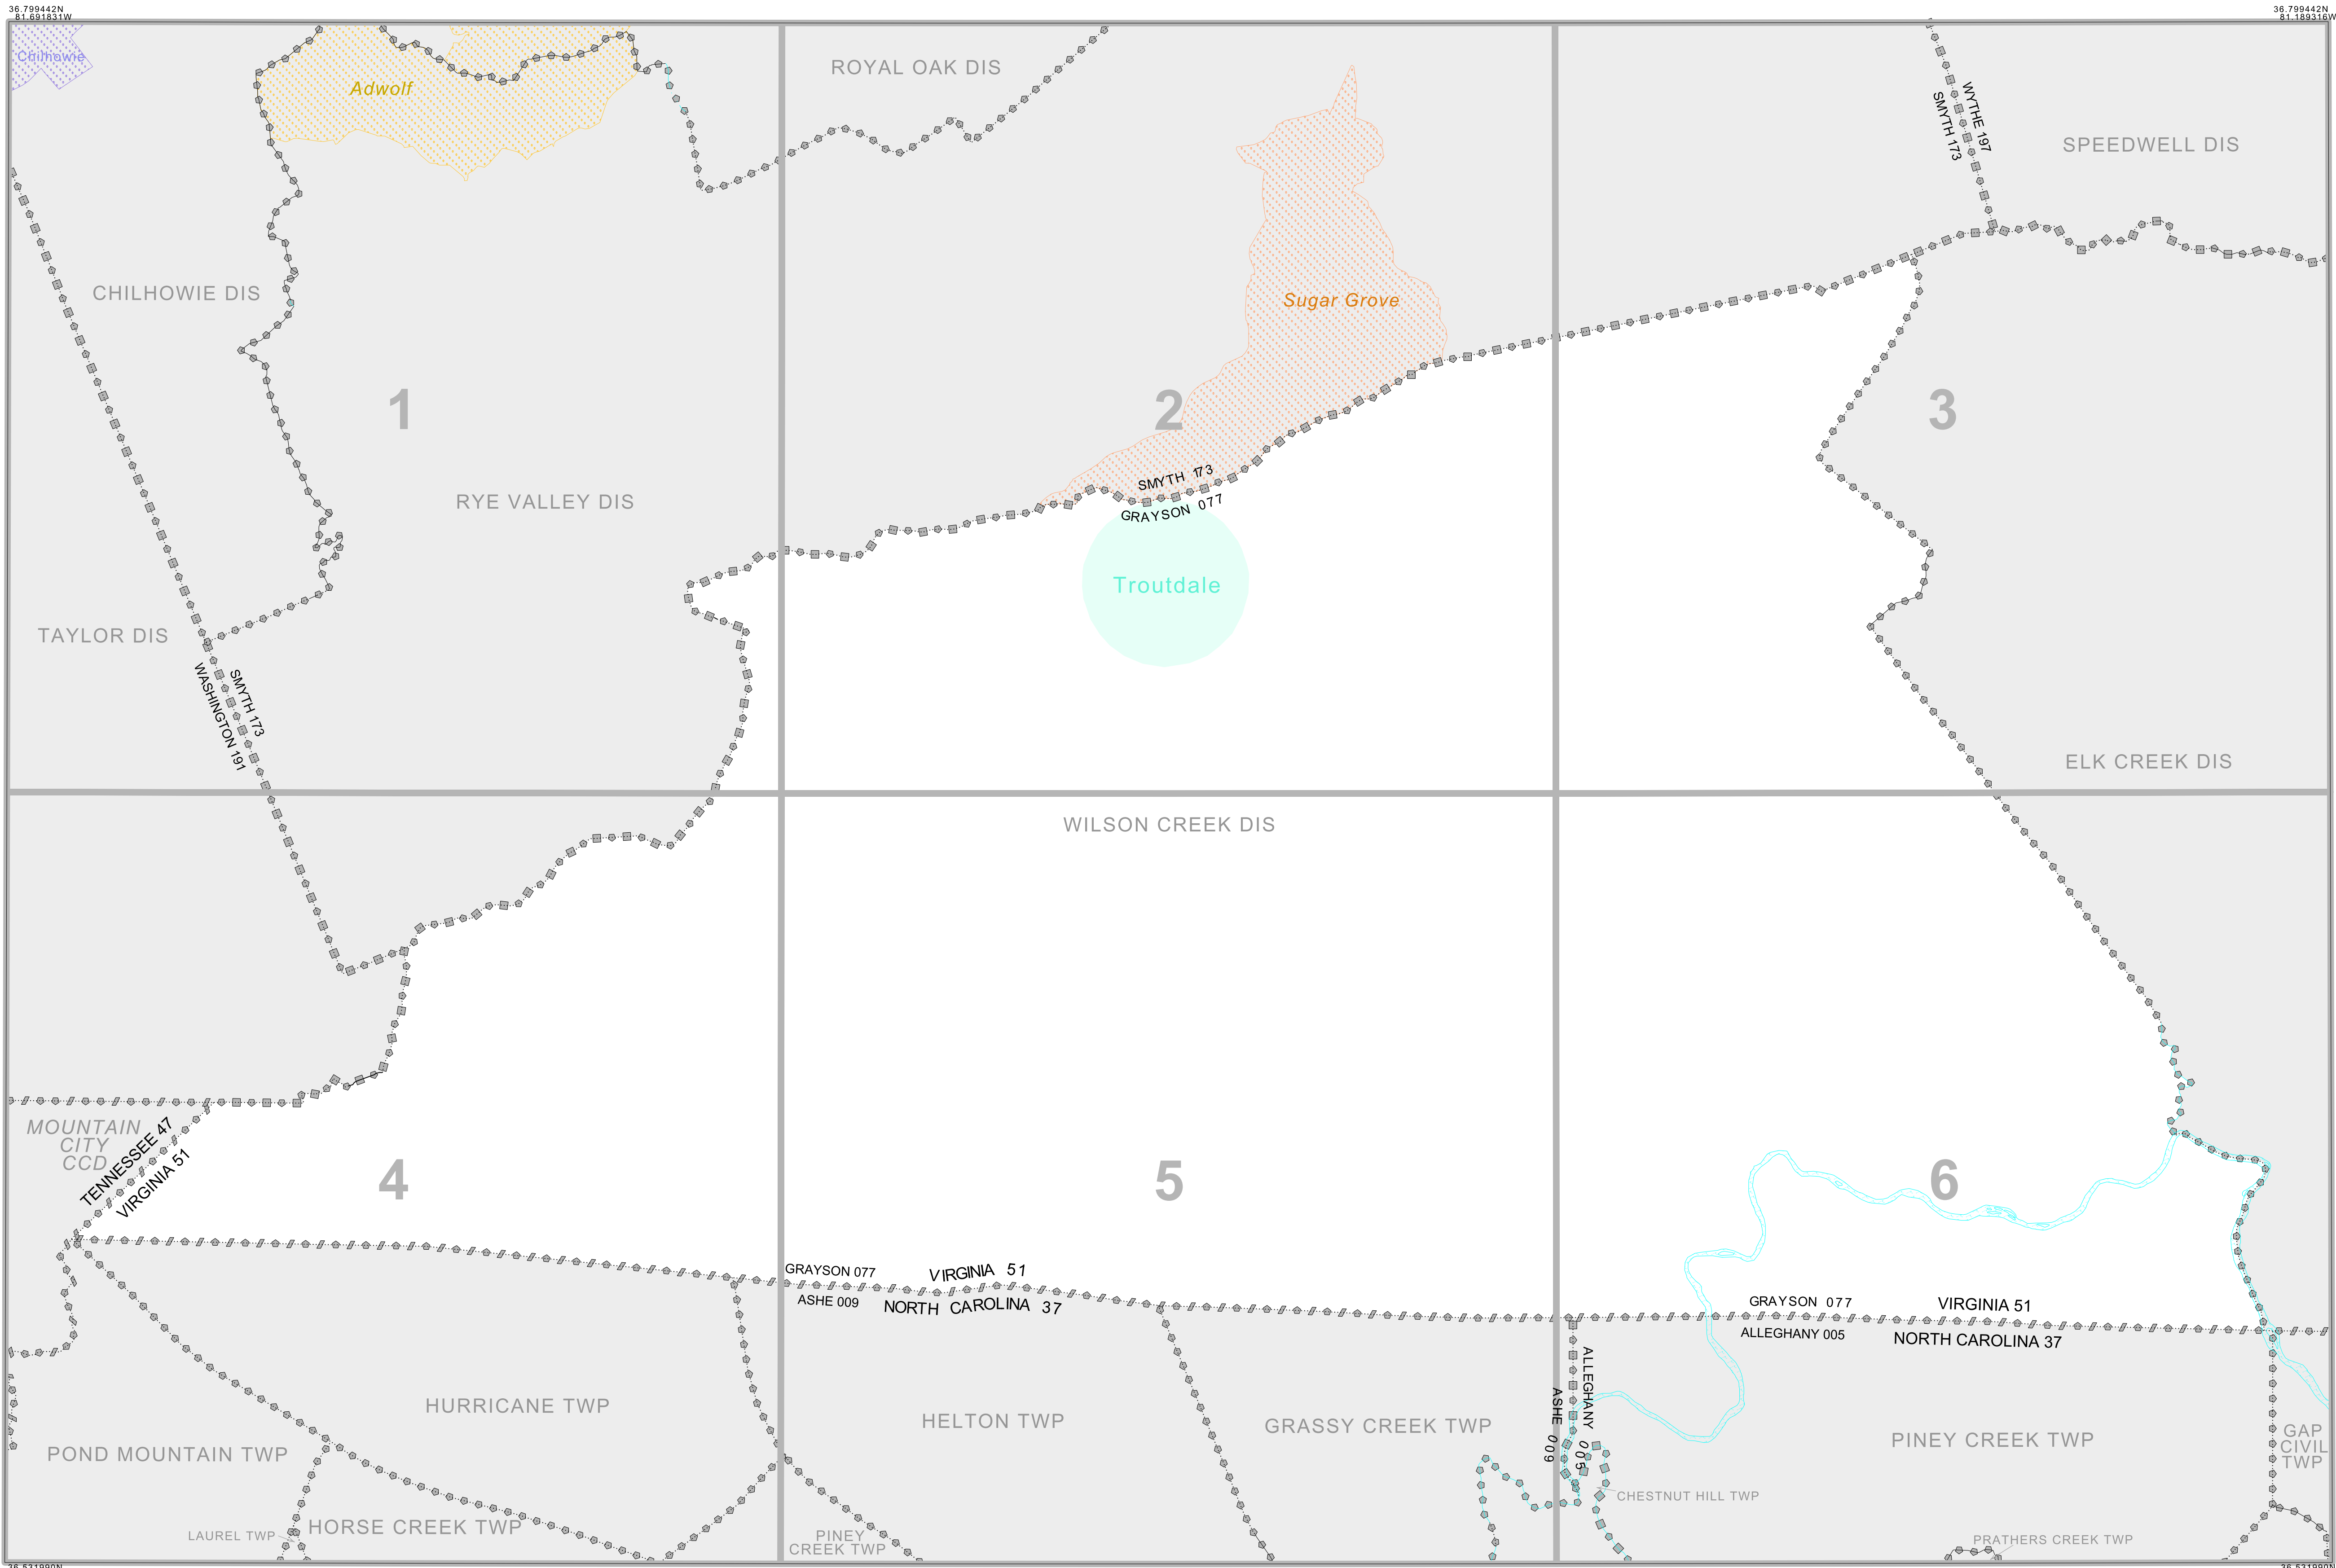 36.799442N
81.691831W
36.799442N
81.189316W
Chilhowie
Adwolf
ROYAL OAK DIS
WYTHE 197
SMYTH 173
SPEEDWELL DIS
CHILHOWIE DIS
Sugar Grove
1
2
3
RYE VALLEY DIS
SMYTH 173
GRAYSON 077
Troutdale
TAYLOR DIS
SMYTH 173
WASHINGTON 191
ELK CREEK DIS
WILSON CREEK DIS
MOUNTAIN
CITY
CCD
TENNESSEE 47
VIRGINIA 51
4
5
6
GRAYSON 077
VIRGINIA 51
ASHE 009
NORTH CAROLINA 37
GRAYSON 077
VIRGINIA 51
ALLEGHANY 005
NORTH CAROLINA 37
ALLEGHANY 005
ASHE 009
HURRICANE TWP
HELTON TWP
GRASSY CREEK TWP
PINEY CREEK TWP
GAP
CIVIL
TWP
POND MOUNTAIN TWP
CHESTNUT HILL TWP
LAUREL TWP
HORSE CREEK TWP
PINEY
CREEK TWP
PRATHERS CREEK TWP
36.531990N
36.531990N